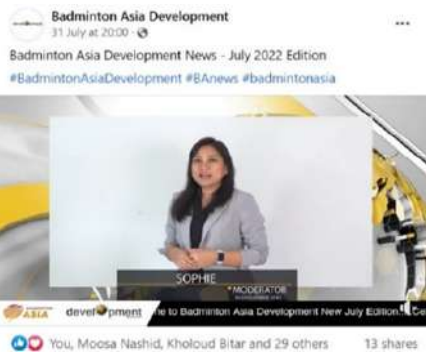 Badminton Asia Development
31 July at 20:00 ·
Badminton Asia Development News - July 2022 Edition
#BadmintonAsiaDevelopment #BAnews #badmintonasia
SOPHIE
*MODERATOR
ASIA
development
ne to Badminton Asia Development New July Edition...
You, Moosa Nashid, Kholoud Bitar and 29 others 13 shares